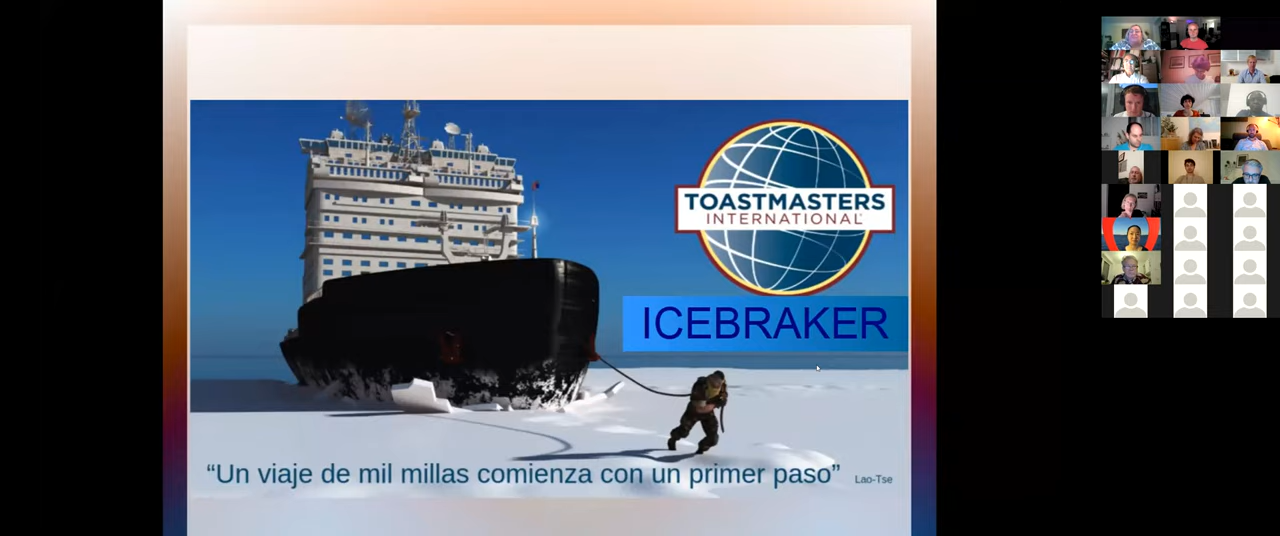 TOASTMASTERS
INTERNATIONAL
ICEBRAKER
“Un viaje de mil millas comienza con un primer paso” Lao-Tse